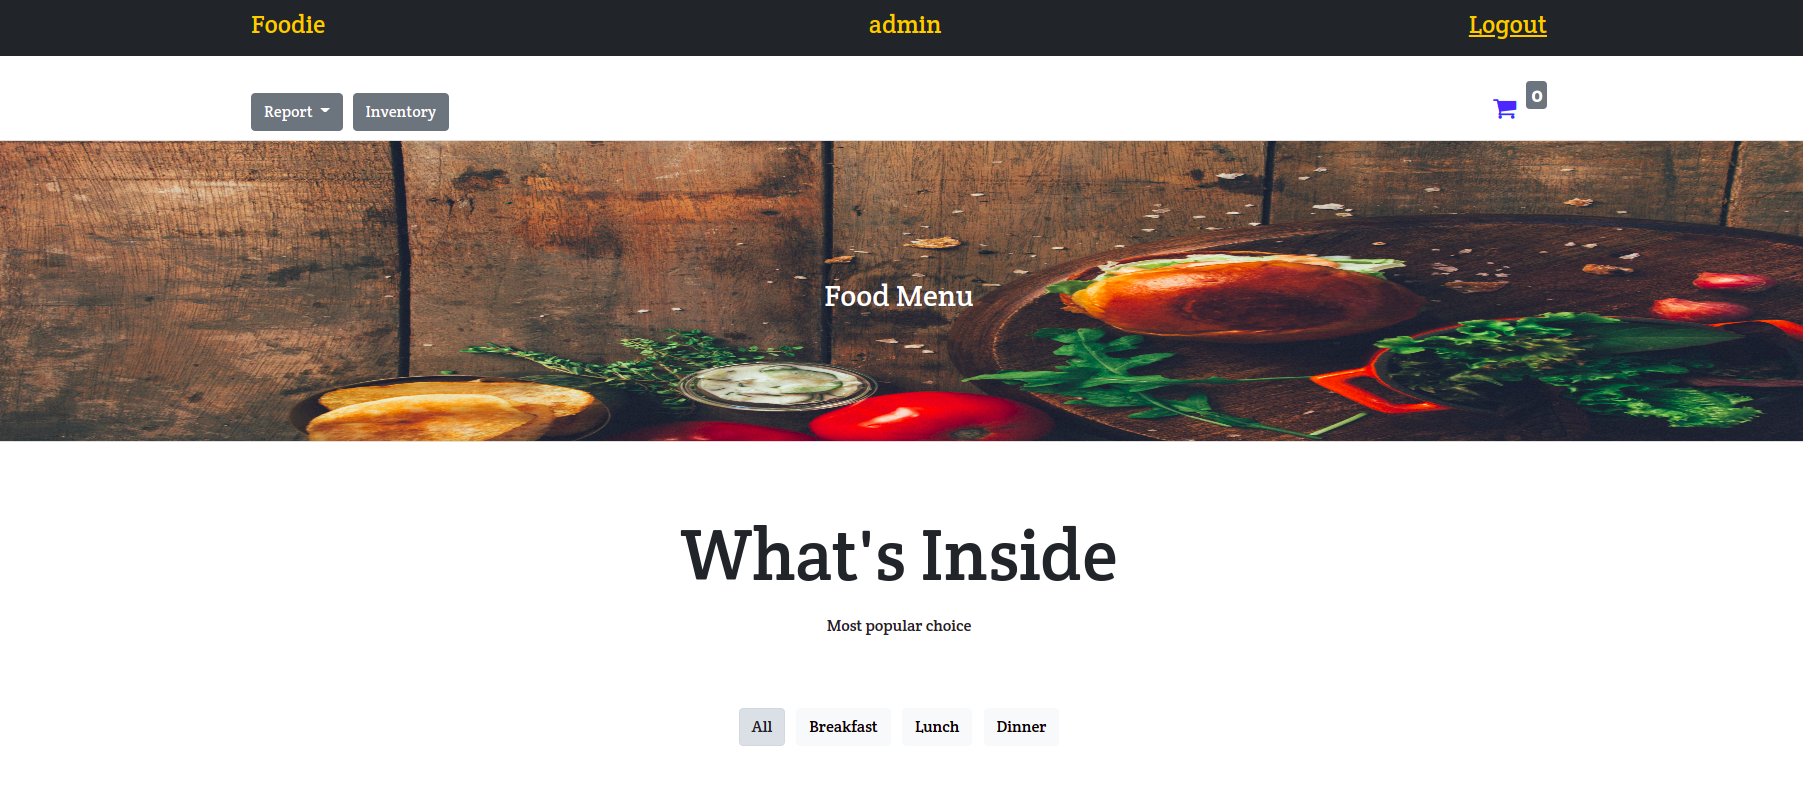 Foodie admin Logout
Report Inventory 0
Food Menu
What's Inside
Most popular choice
All Breakfast Lunch Dinner